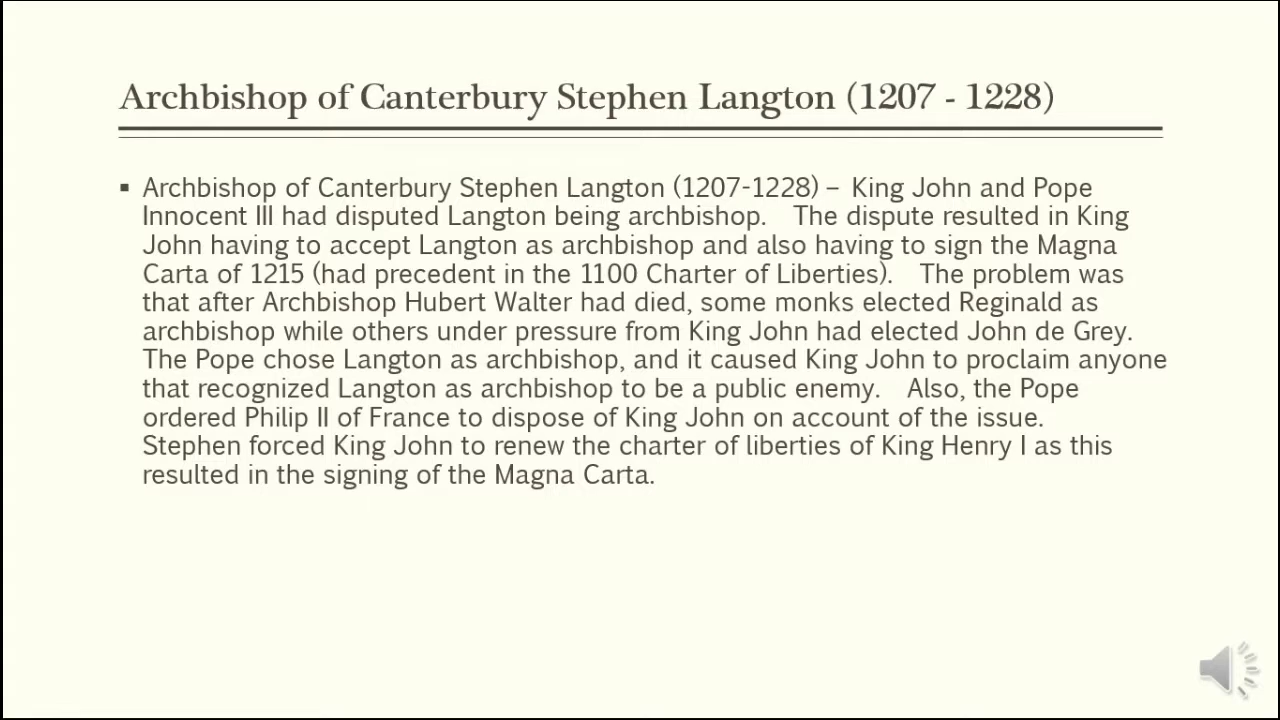 Archbishop of Canterbury Stephen Langton (1207 - 1228)
▪ Archbishop of Canterbury Stephen Langton (1207-1228) – King John and Pope
Innocent III had disputed Langton being archbishop. The dispute resulted in King
John having to accept Langton as archbishop and also having to sign the Magna
Carta of 1215 (had precedent in the 1100 Charter of Liberties). The problem was
that after Archbishop Hubert Walter had died, some monks elected Reginald as
archbishop while others under pressure from King John had elected John de Grey.
The Pope chose Langton as archbishop, and it caused King John to proclaim anyone
that recognized Langton as archbishop to be a public enemy. Also, the Pope
ordered Philip II of France to dispose of King John on account of the issue.
Stephen forced King John to renew the charter of liberties of King Henry I as this
resulted in the signing of the Magna Carta.